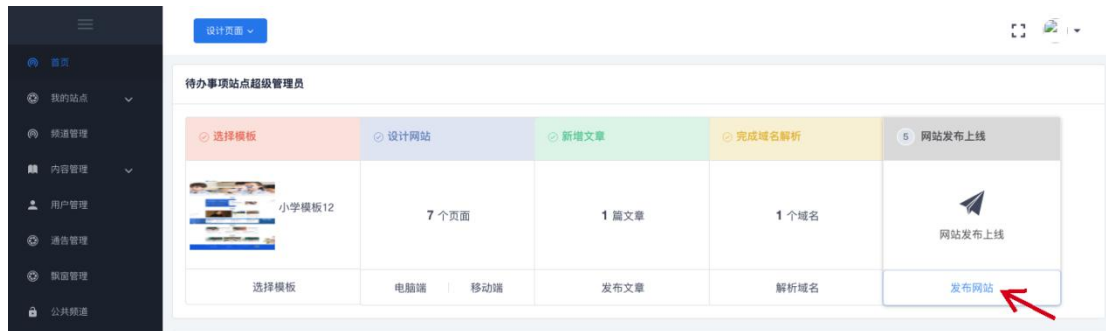 设计页面
首页
我的站点
频道管理
内容管理
用户管理
通告管理
飘窗管理
公共频道
待办事项站点超级管理员
选择模板
设计网站
新增文章
完成域名解析
5 网站发布上线
小学模板12
7 个页面
1 篇文章
1 个域名
网站发布上线
选择模板
电脑端 | 移动端
发布文章
解析域名
发布网站